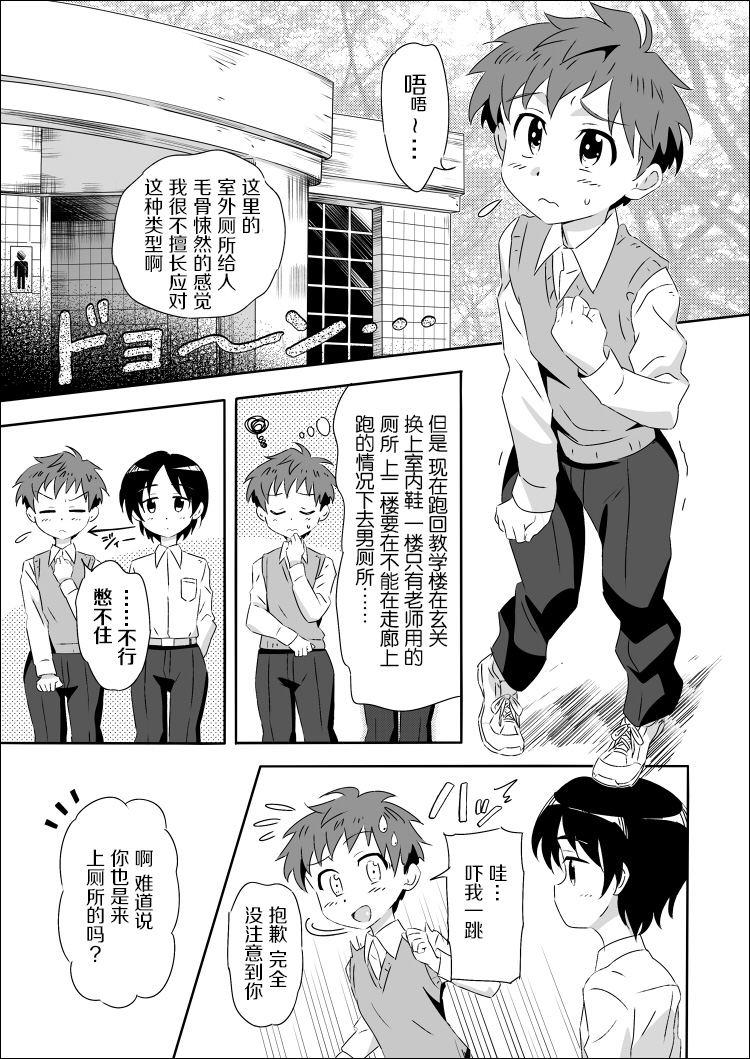 唔
唔
～
…
这里的
室外厕所给人
毛骨悚然的感觉
我很不擅长应对
这种类型啊
ドヨ〜ン…
但是 现在跑回教学楼在玄关
换上室内鞋 一楼只有老师用的
厕所 上二楼要在不能在走廊上
跑的情况下去男厕所……
……不行
憋不住
ジィー
哇…
吓我一跳
抱歉 完全
没注意到你
啊 难道说
你也是来
上厕所的吗?